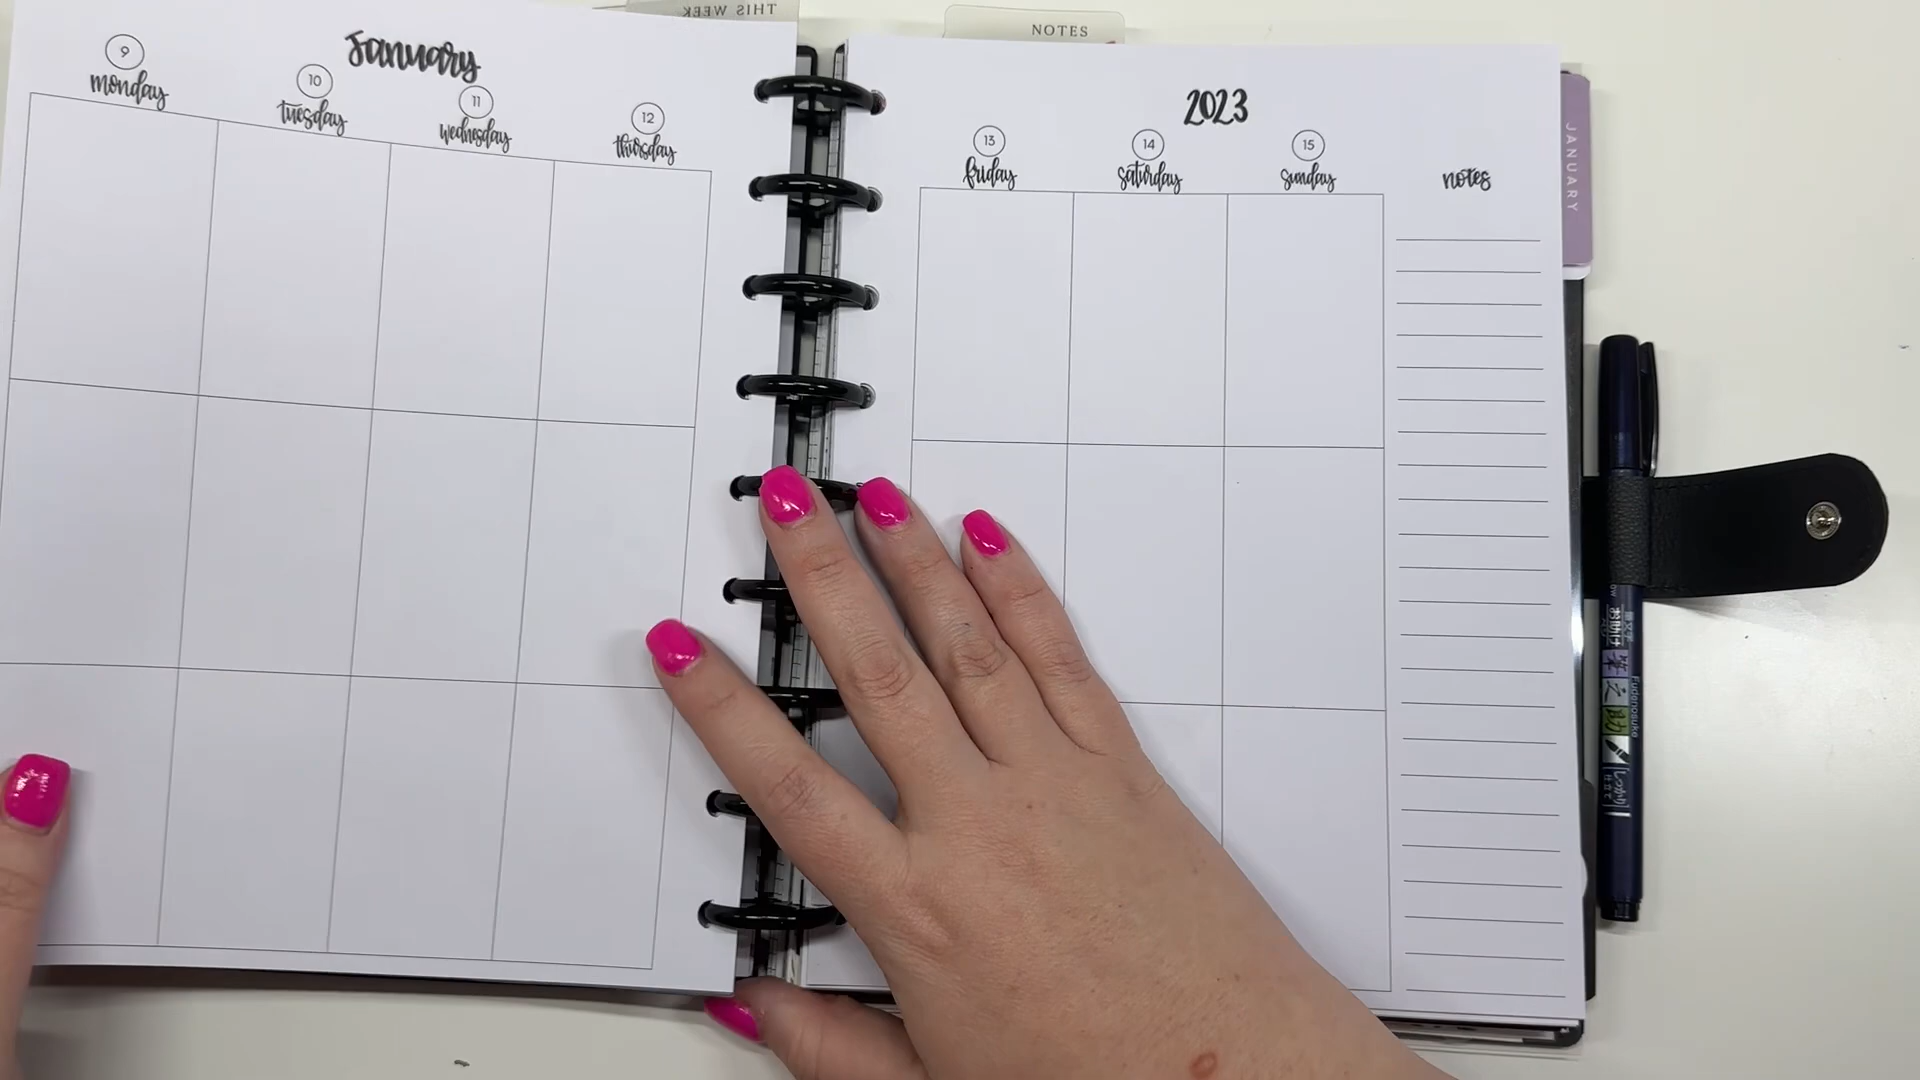 THIS WEEK
NOTES
January
9
monday
10
tuesday
11
wednesday
12
thursday
2023
13
friday
14
saturday
15
sunday
notes
JANUARY
Fudenosuke